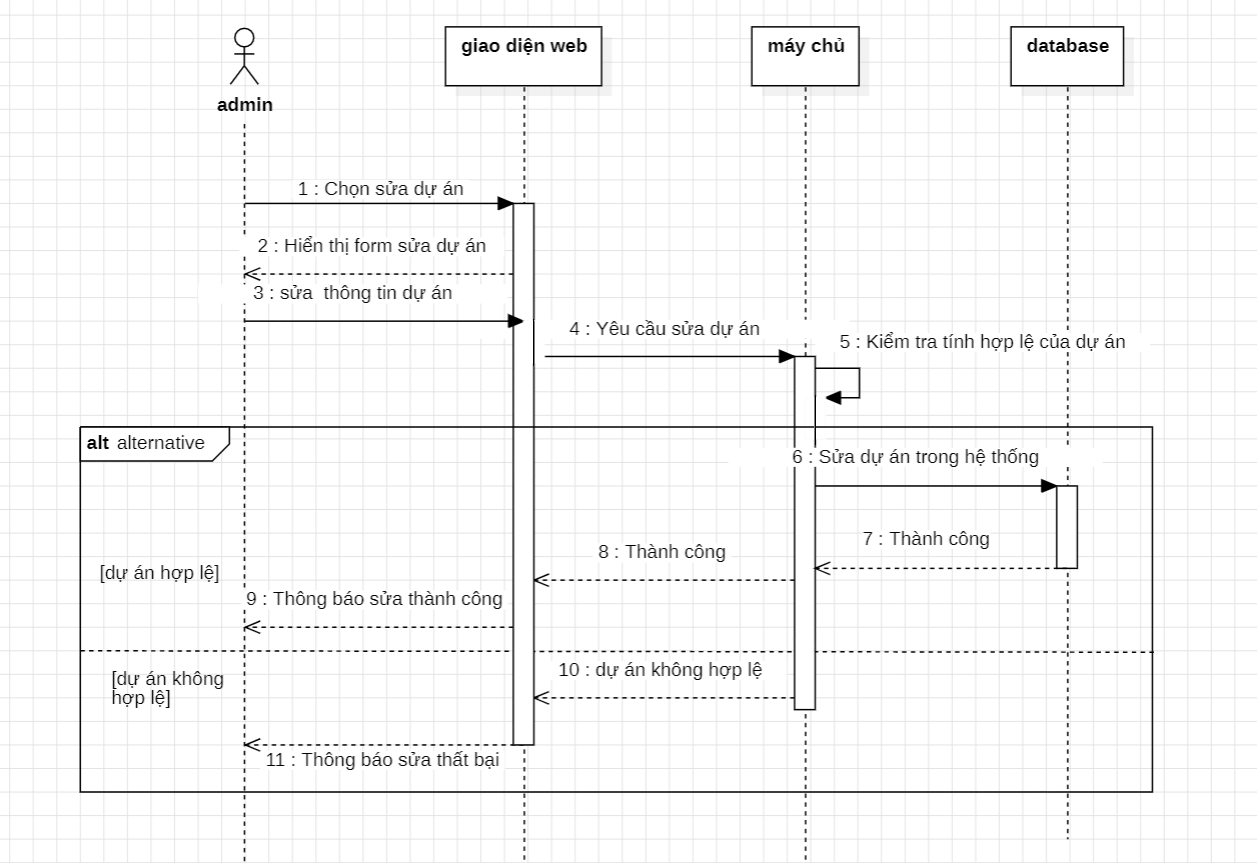 admin
giao diện web
máy chủ
database
1 : Chọn sửa dự án
2 : Hiển thị form sửa dự án
3 : sửa  thông tin dự án
4 : Yêu cầu sửa dự án
5 : Kiểm tra tính hợp lệ của dự án
alt alternative
6 : Sửa dự án trong hệ thống
7 : Thành công
8 : Thành công
[dự án hợp lệ]
9 : Thông báo sửa thành công
10 : dự án không hợp lệ
[dự án không
hợp lệ]
11 : Thông báo sửa thất bại